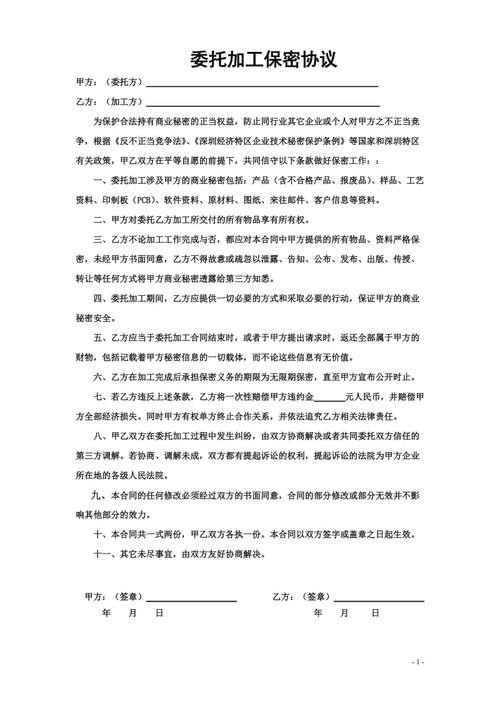 委托加工保密协议
甲方：（委托方）
乙方：（加工方）
为保护合法持有商业秘密的正当权益，防止同行业其它企业或个人对甲方之不正当竞
争，根据《反不正当竞争法》、《深圳经济特区企业技术秘密保护条例》等国家和深圳特区
有关政策，甲乙双方在平等自愿的前提下，共同信守以下条款做好保密工作：：
一、委托加工涉及甲方的商业秘密包括：产品（含不合格产品、报废品）、样品、工艺
资料、印制板（PCB）、软件资料、原材料、图纸、来往邮件、客户信息等资料。
二、甲方对委托乙方加工所交付的所有物品享有所有权。
三、乙方不论加工工作完成与否，都应对本合同中甲方提供的所有物品、资料严格保
密，未经甲方书面同意，乙方不得故意或疏忽以泄露、告知、公布、发布、出版、传授、
转让等任何方式将甲方商业秘密透露给第三方知悉。
四、委托加工期间，乙方应提供一切必要的方式和采取必要的行动，保证甲方的商业
秘密安全。
五、乙方应当于委托加工合同结束时，或者于甲方提出请求时，返还全部属于甲方的
财物，包括记载着甲方秘密信息的一切载体，而不论这些信息有无价值。
六、乙方在加工完成后承担保密义务的期限为无限期保密，直至甲方宣布公开时止。
七、若乙方违反上述条款，乙方将一次性赔偿甲方违约金______元人民币，并赔偿甲
方全部经济损失。同时甲方有权单方终止合作关系，并依法追究乙方相关法律责任。
八、甲乙双方在委托加工过程中发生纠纷，由双方协商解决或者共同委托双方信任的
第三方调解。若协商、调解未成，双方都有提起诉讼的权利，提起诉讼的法院为甲方企业
所在地的各级人民法院。
九、本合同的任何修改必须经过双方的书面同意，合同的部分修改或部分无效并不影
响其他部分的效力。
十、本合同共一式两份，甲乙双方各执一份。本合同以双方签字或盖章之日起生效。
十一、其它未尽事宜，由双方友好协商解决。
甲方：（签章） 乙方：（签章）
年 月 日 年 月 日
- 1 -